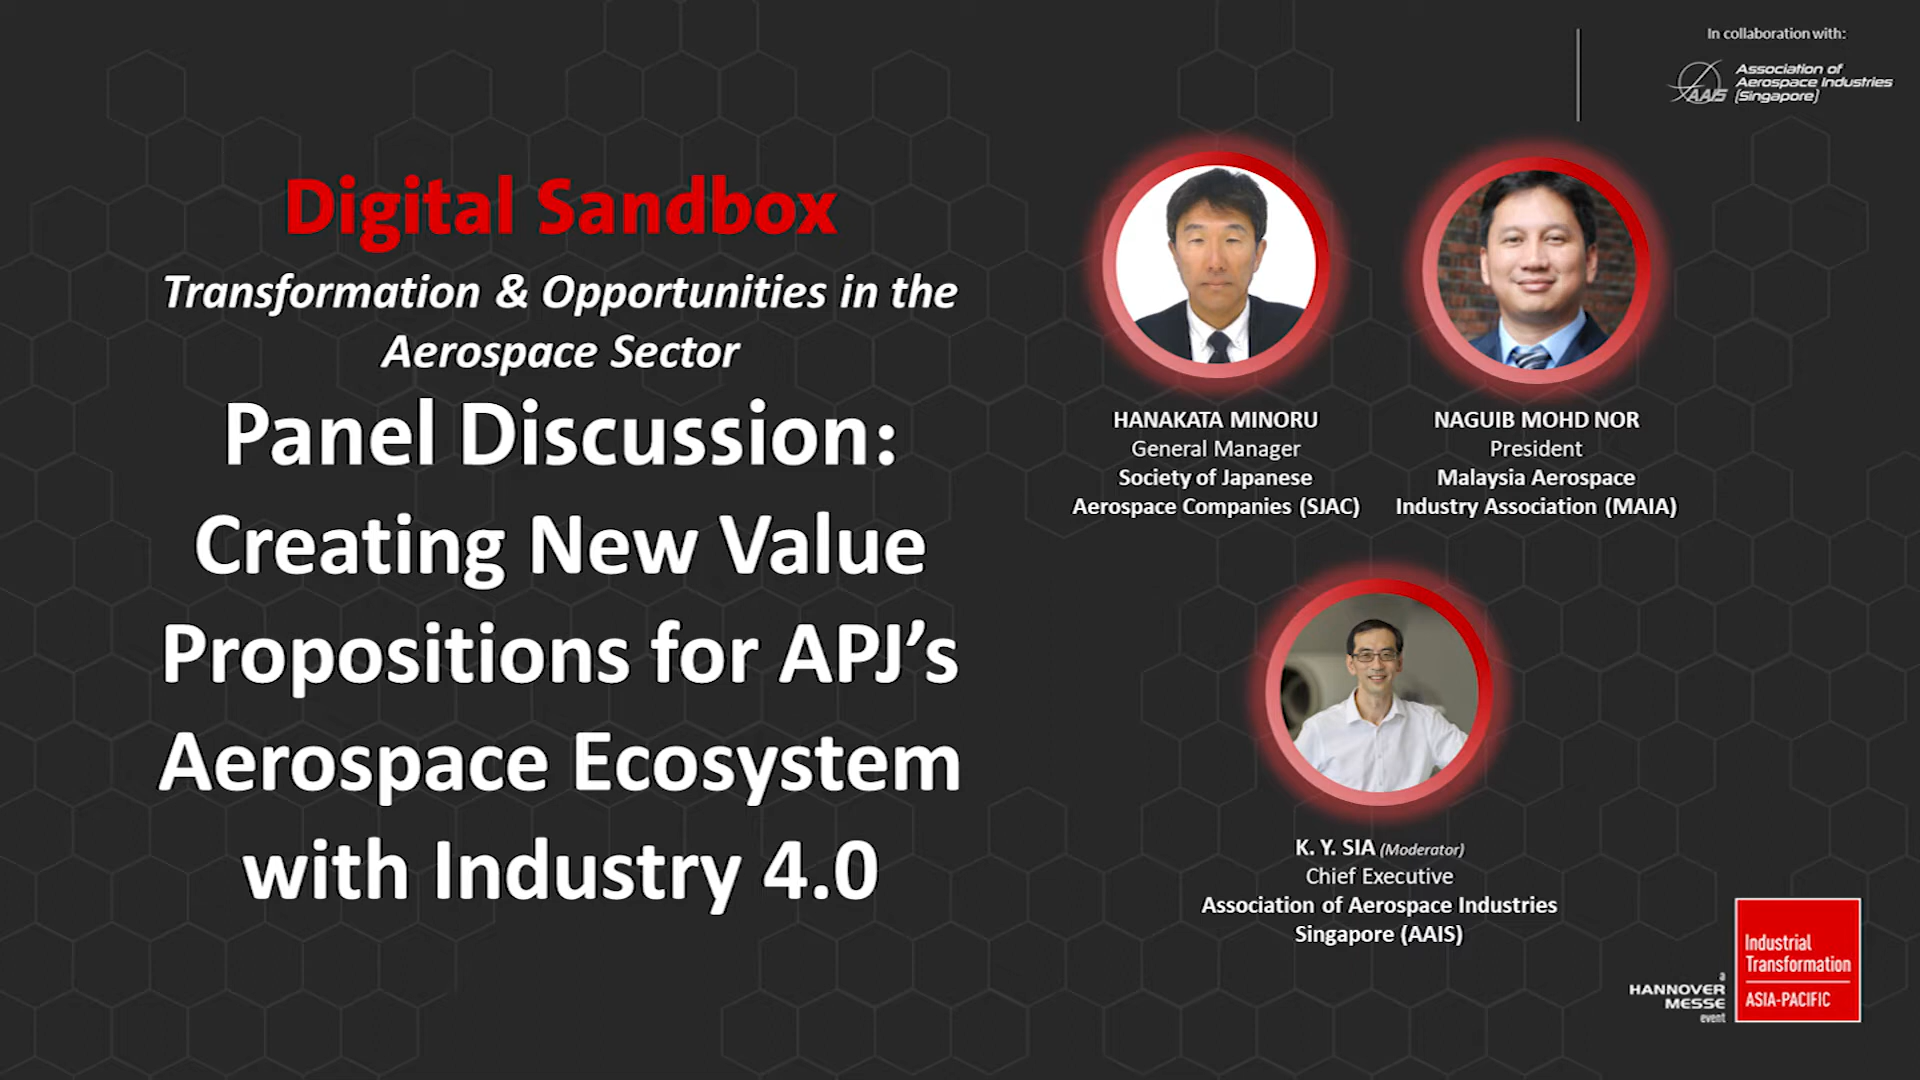 In collaboration with:
AAIS
Association of
Aerospace Industries
(Singapore)
Digital Sandbox
Transformation & Opportunities in the
Aerospace Sector
Panel Discussion:
Creating New Value
Propositions for APJ’s
Aerospace Ecosystem
with Industry 4.0
HANAKATA MINORU
General Manager
Society of Japanese
Aerospace Companies (SJAC)
NAGUIB MOHD NOR
President
Malaysia Aerospace
Industry Association (MAIA)
K. Y. SIA (Moderator)
Chief Executive
Association of Aerospace Industries
Singapore (AAIS)
a
HANNOVER
MESSE
event
Industrial
Transformation
ASIA-PACIFIC